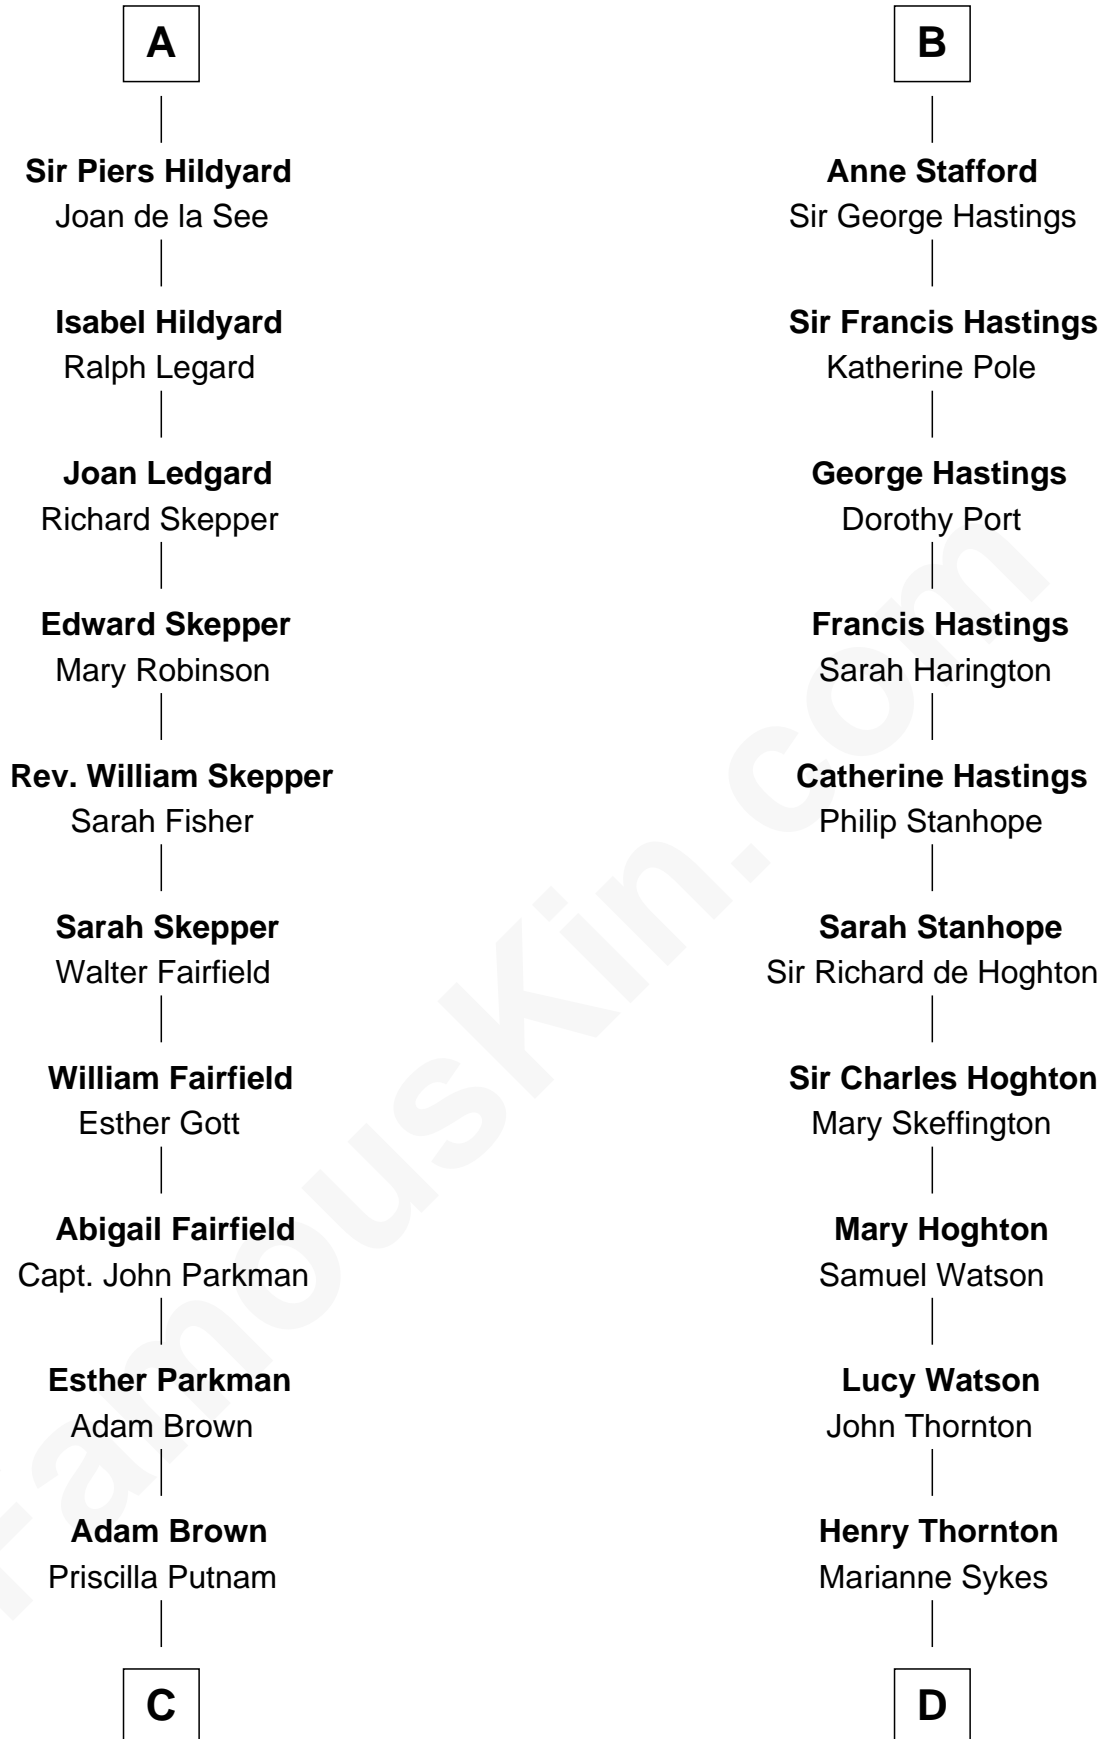 A
Sir Piers Hildyard
Joan de la See
Isabel Hildyard
Ralph Legard
Joan Ledgard
Richard Skepper
Edward Skepper
Mary Robinson
Rev. William Skepper
Sarah Fisher
Sarah Skepper
Walter Fairfield
William Fairfield
Esther Gott
Abigail Fairfield
Capt. John Parkman
Esther Parkman
Adam Brown
Adam Brown
Priscilla Putnam
C
B
Anne Stafford
Sir George Hastings
Sir Francis Hastings
Katherine Pole
George Hastings
Dorothy Port
Francis Hastings
Sarah Harington
Catherine Hastings
Philip Stanhope
Sarah Stanhope
Sir Richard de Hoghton
Sir Charles Hoghton
Mary Skeffington
Mary Hoghton
Samuel Watson
Lucy Watson
John Thornton
Henry Thornton
Marianne Sykes
D
FamousKin.com